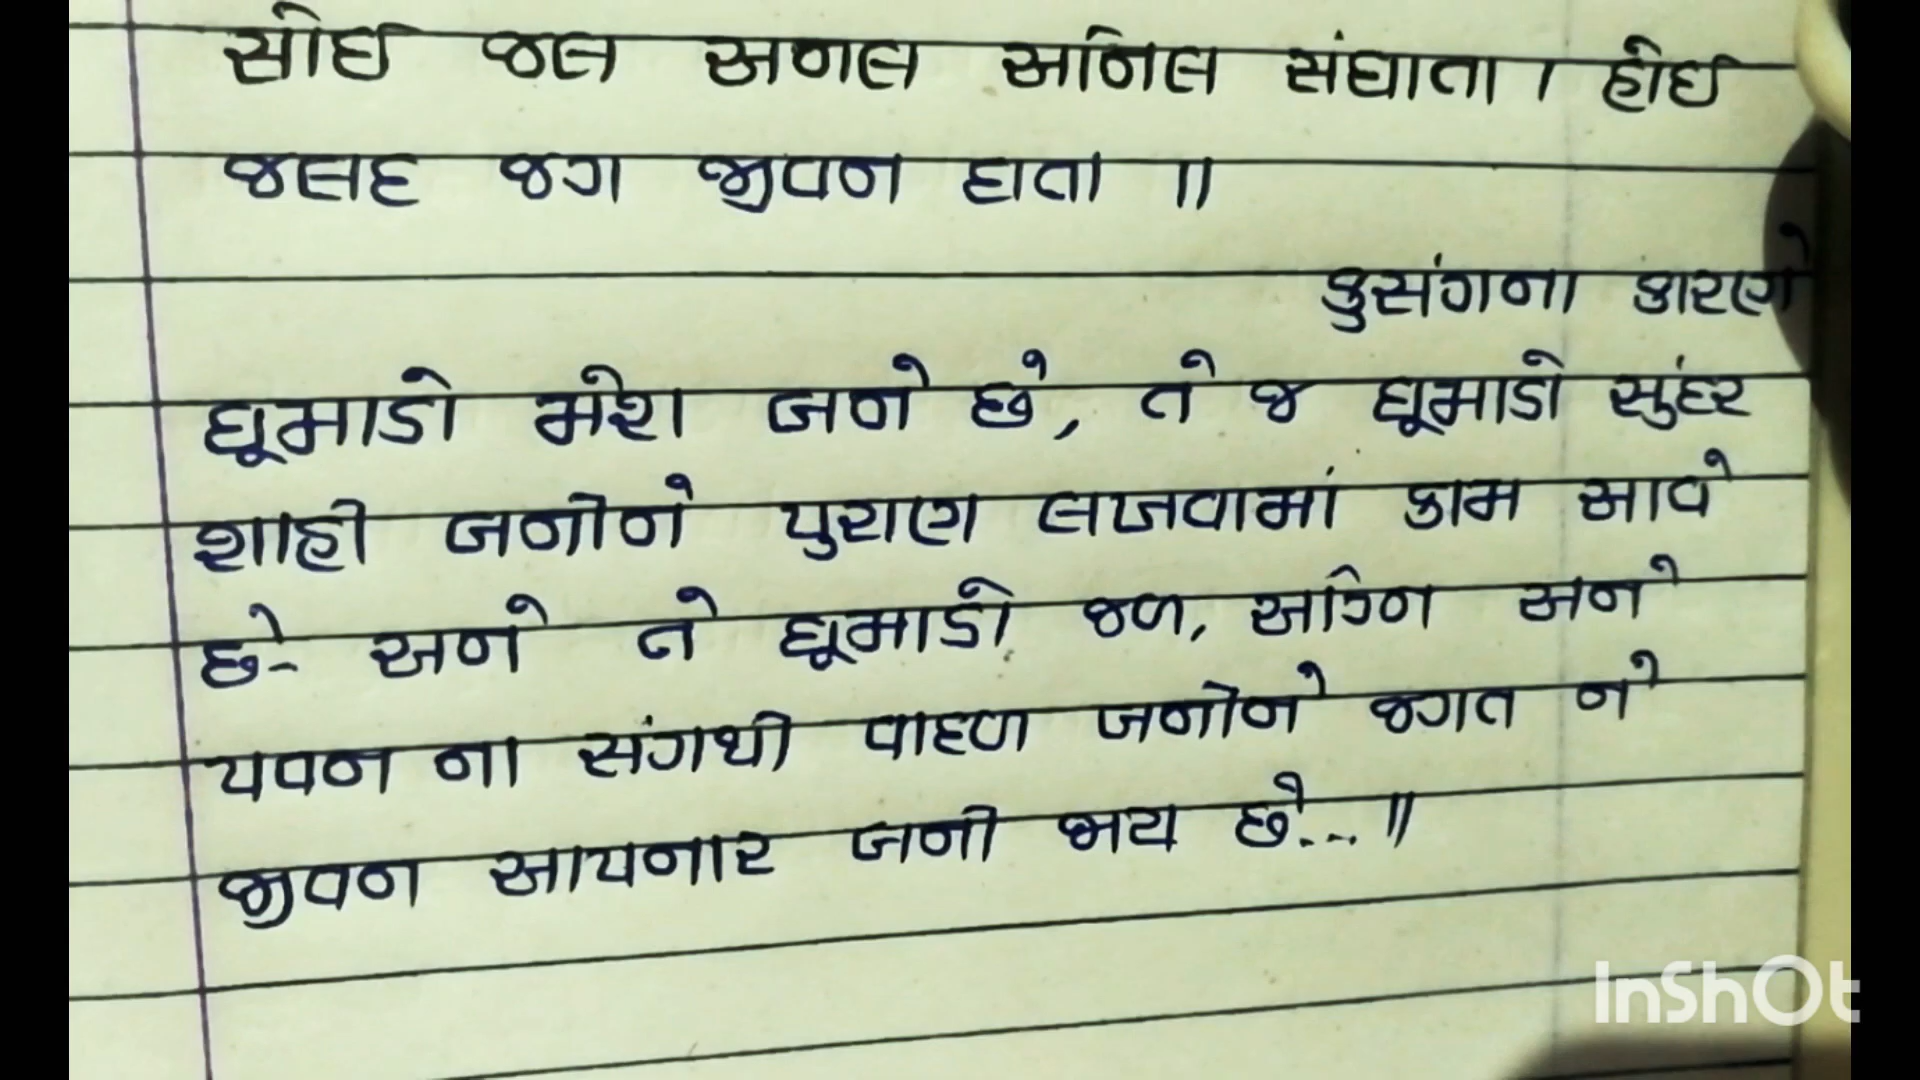 સોઈ જલ અનલ અનિલ સંઘાતા । હોઈ
જલદ જગ જીવન દાતા ॥
કુસંગના કારણે
ધૂમાડો મેશ બને છે, તે જ ધૂમાડો સુંદર
શાહી બનીને પુરાણ લખવામાં કામ આવે
છે- અને તે ધૂમાડો જળ, અગ્નિ અને
પવન ના સંગથી વાદળ બનીને જગત ને
જીવન આપનાર બની જાય છે... ॥
InShOt